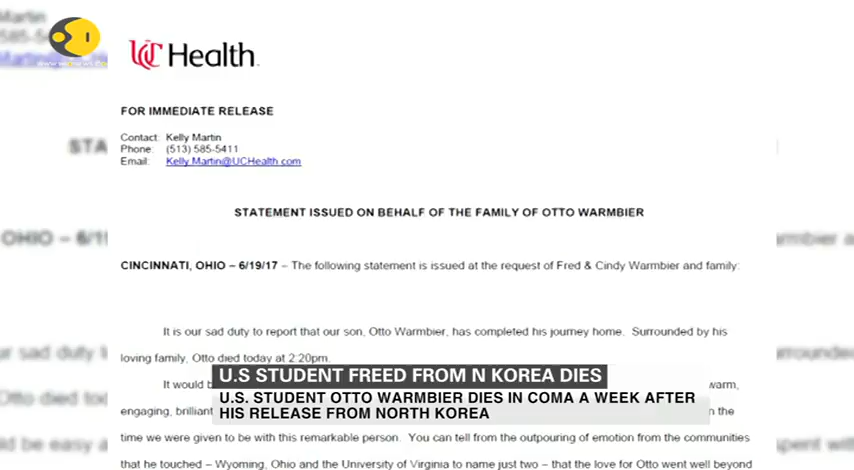 UC Health
FOR IMMEDIATE RELEASE
Contact: Kelly Martin
Phone: (513) 585-5411
Email: Kelly.Martin@UCHealth.com
STATEMENT ISSUED ON BEHALF OF THE FAMILY OF OTTO WARMBIER
CINCINNATI, OHIO – 6/19/17 – The following statement is issued at the request of Fred & Cindy Warmbier and family:
It is our sad duty to report that our son, Otto Warmbier, has completed his journey home. Surrounded by his
loving family, Otto died today at 2:20pm.
U.S STUDENT FREED FROM N KOREA DIES
It would warm,
U.S. STUDENT OTTO WARMBIER DIES IN COMA A WEEK AFTER
HIS RELEASE FROM NORTH KOREA
engaging, brilliant in the
time we were given to be with this remarkable person. You can tell from the outpouring of emotion from the communities
that he touched – Wyoming, Ohio and the University of Virginia to name just two – that the love for Otto went well beyond